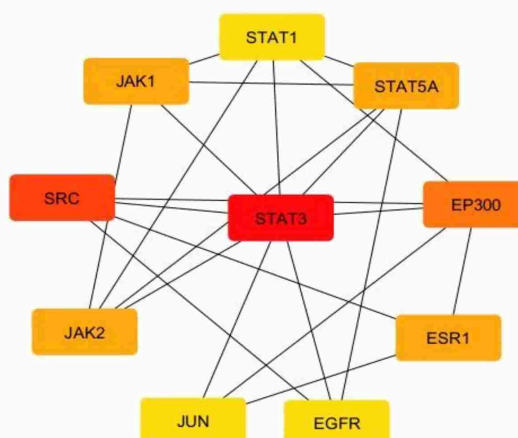 STAT1
JAK1
STAT5A
SRC
STAT3
EP300
JAK2
ESR1
JUN
EGFR